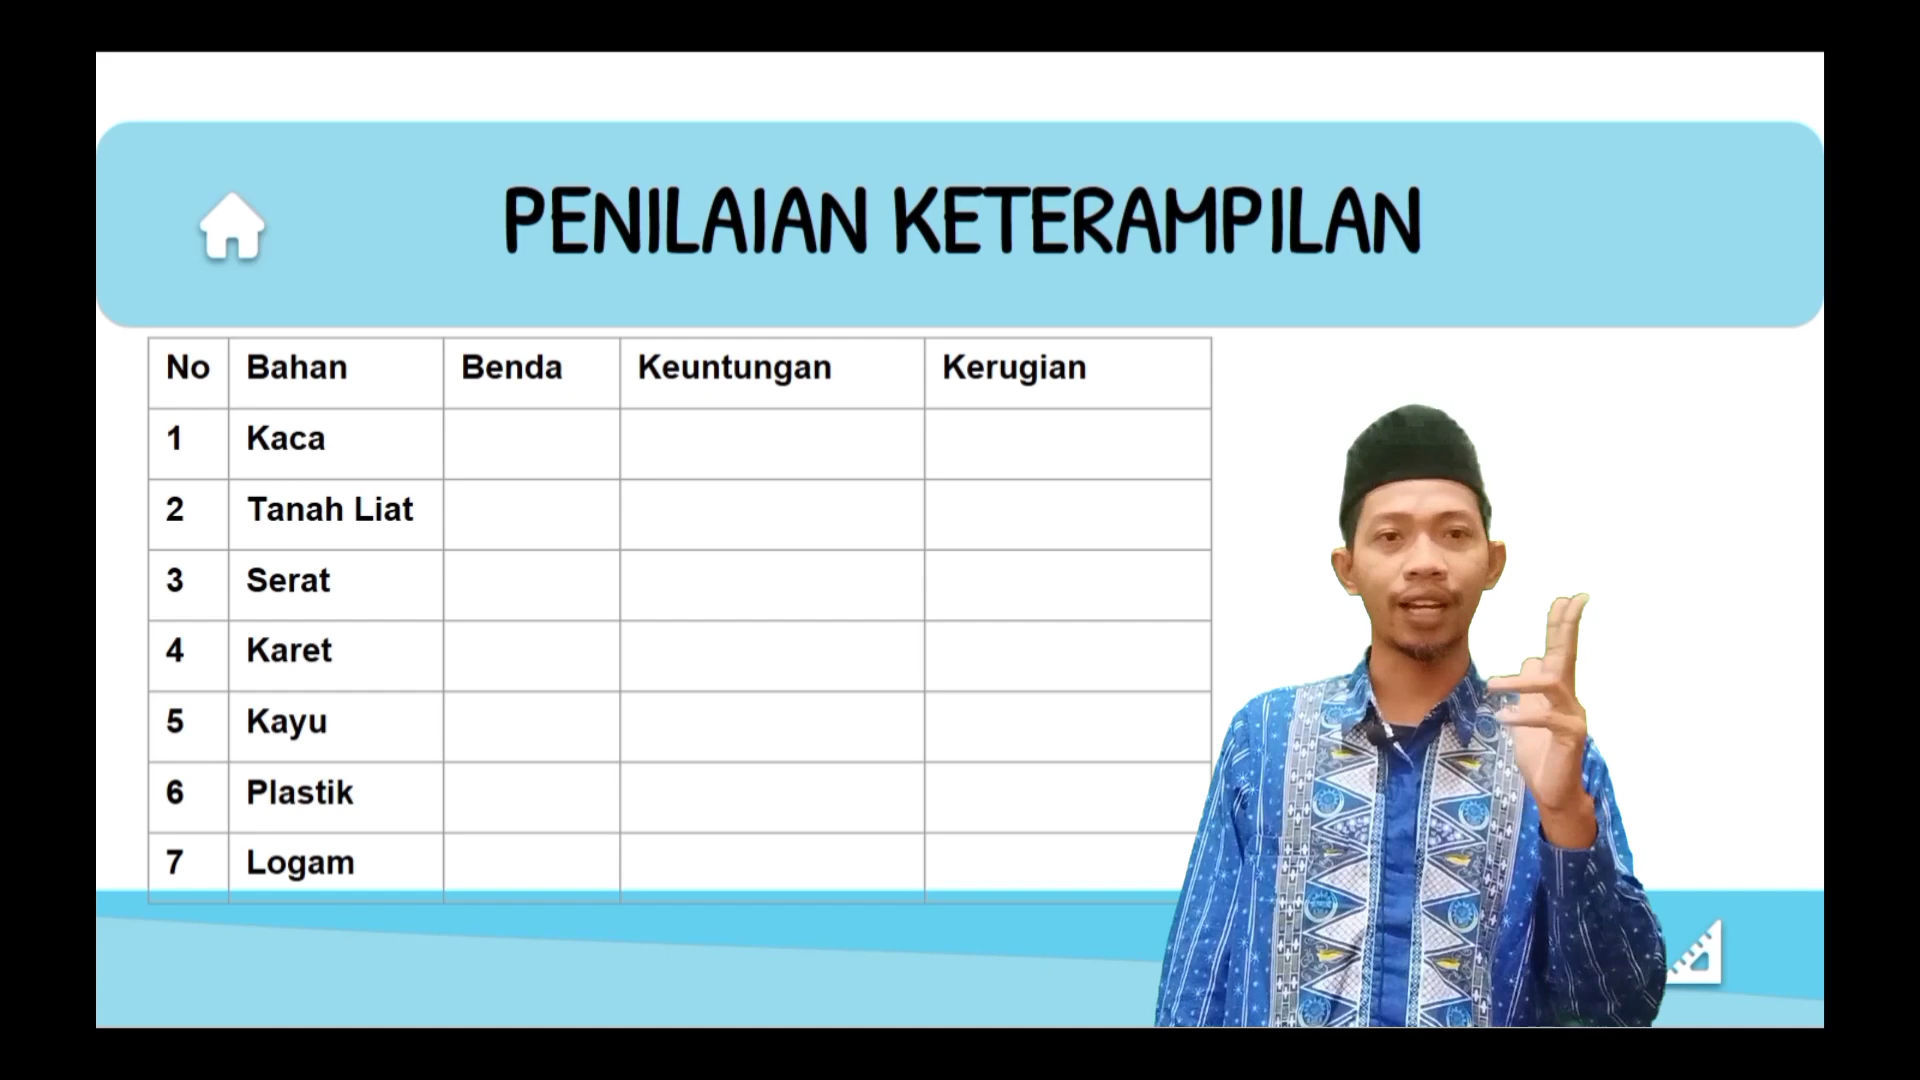 PENILAIAN KETERAMPILAN
No Bahan Benda Keuntungan Kerugian
1 Kaca
2 Tanah Liat
3 Serat
4 Karet
5 Kayu
6 Plastik
7 Logam